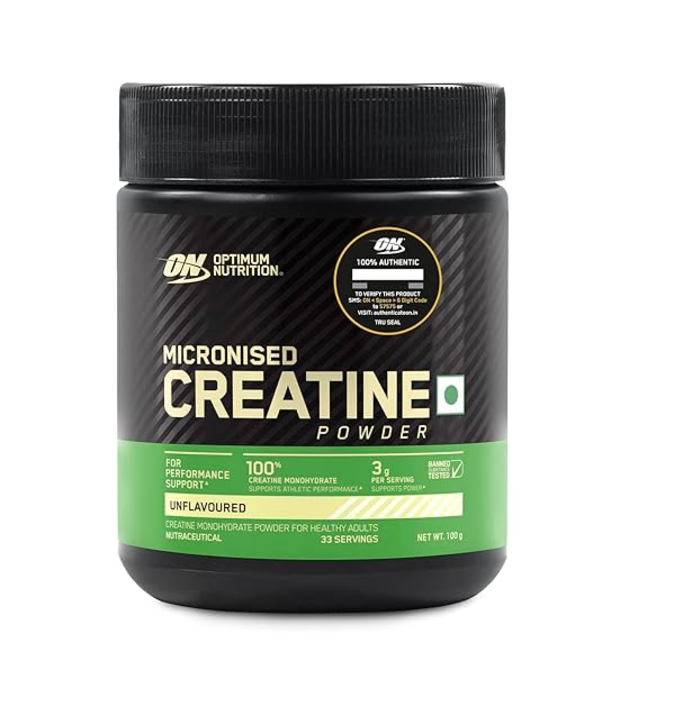 ON OPTIMUM
NUTRITION®
ON
100% AUTHENTIC
TO VERIFY THIS PRODUCT
SMS: ON < Space > 6 Digit Code
to 57575 or
VISIT: authenticateon.in
TRU SEAL
MICRONISED
CREATINE
POWDER
FOR
PERFORMANCE
SUPPORT*
100%
CREATINE MONOHYDRATE
SUPPORTS ATHLETIC PERFORMANCE*
3g
PER SERVING
SUPPORTS POWER*
BANNED
SUBSTANCE
TESTED
UNFLAVOURED
CREATINE MONOHYDRATE POWDER FOR HEALTHY ADULTS
NUTRACEUTICAL
33 SERVINGS
NET WT. 100 g